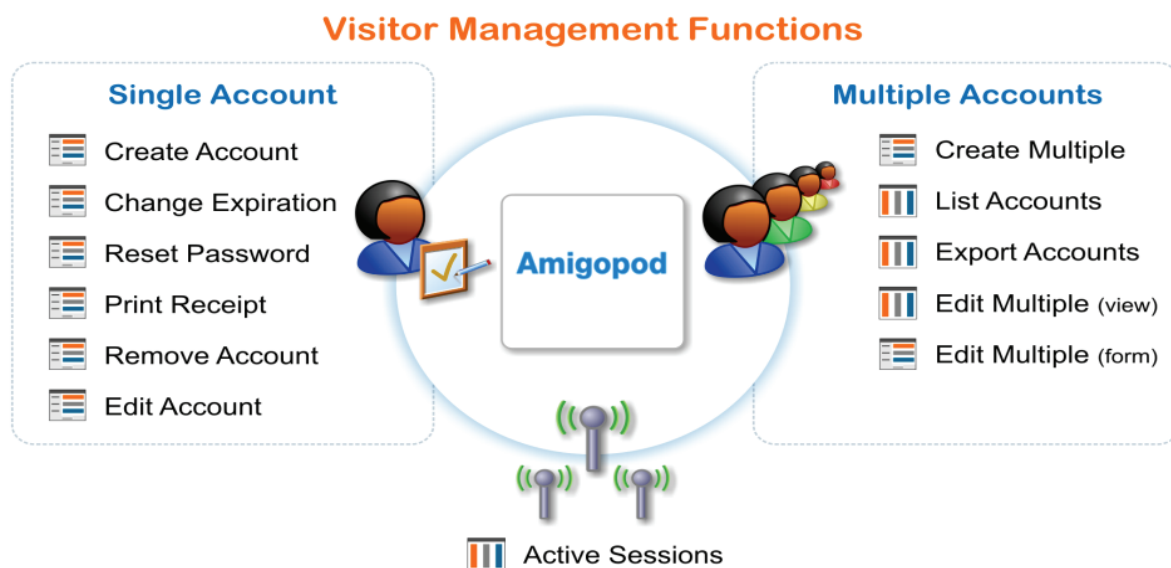 Visitor Management Functions
Single Account
Create Account
Change Expiration
Reset Password
Print Receipt
Remove Account
Edit Account
Amigopod
Multiple Accounts
Create Multiple
List Accounts
Export Accounts
Edit Multiple (view)
Edit Multiple (form)
Active Sessions